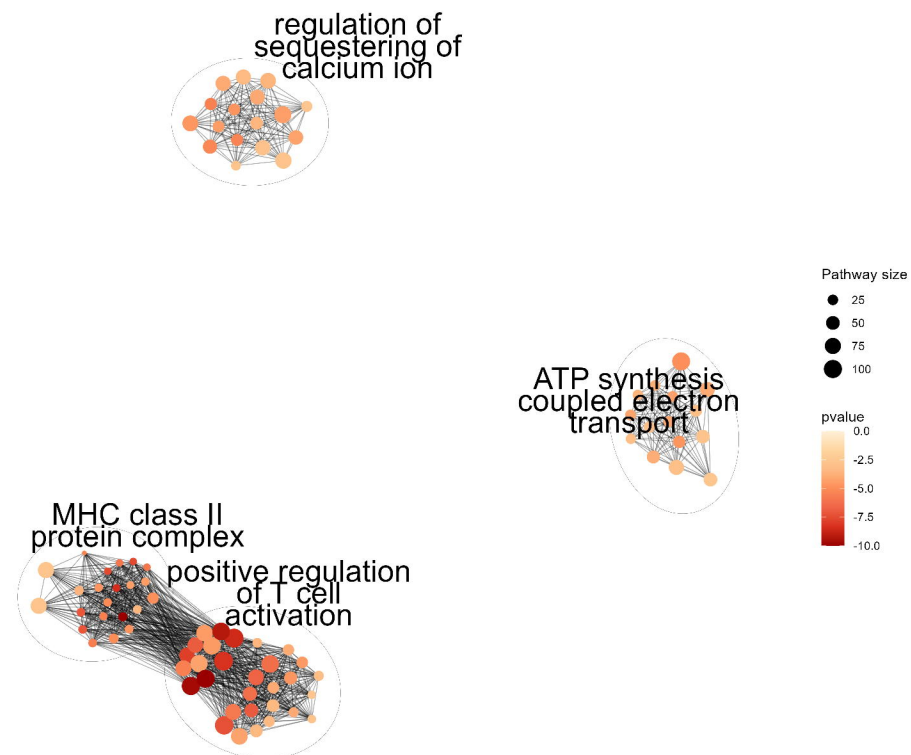 regulation of
sequestering of
calcium ion
Pathway size
25
50
75
100
ATP synthesis
coupled electron
transport
pvalue
0.0
-2.5
-5.0
-7.5
-10.0
MHC class II
protein complex
positive regulation
of T cell
activation